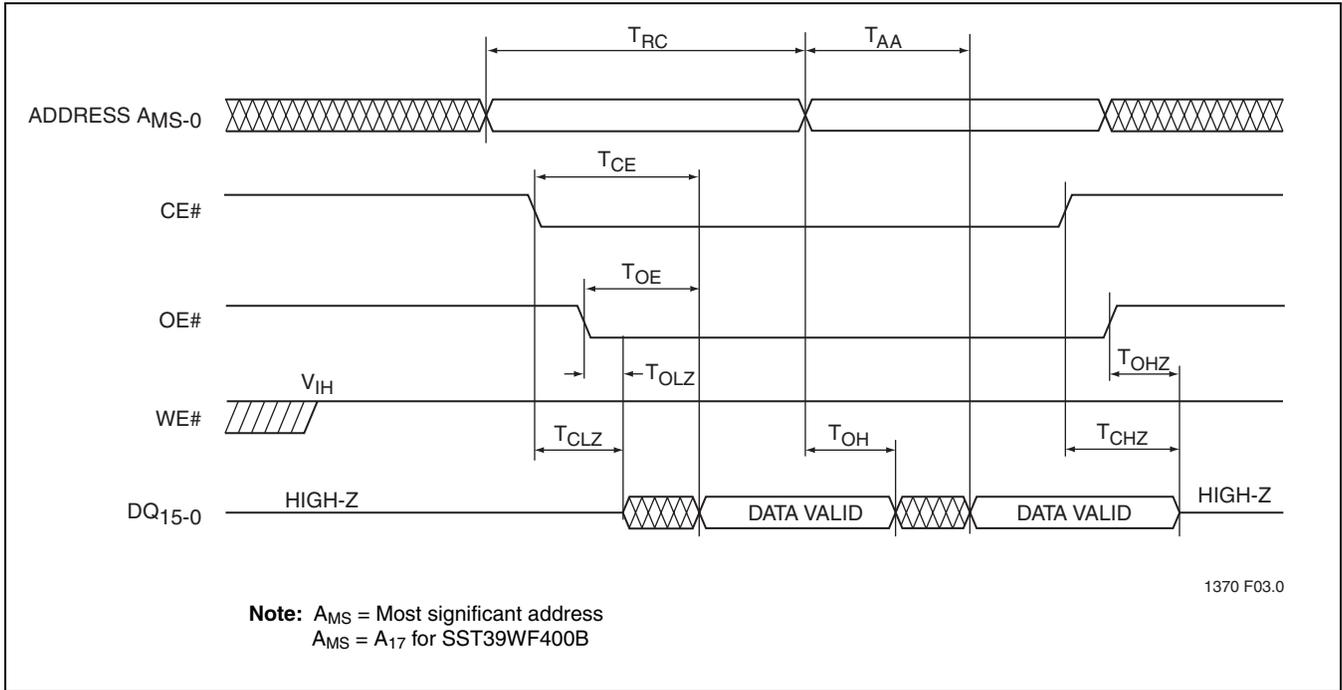 TRC
TAA
ADDRESS AMS-0
TCE
CE#
TOE
OE#
TOHZ
TOLZ
VIH
WE#
TCLZ
TOH
TCHZ
HIGH-Z
HIGH-Z
DQ15-0
DATA VALID
DATA VALID
1370 F03.0
Note: AMS = Most significant address
AMS = A17 for SST39WF400B